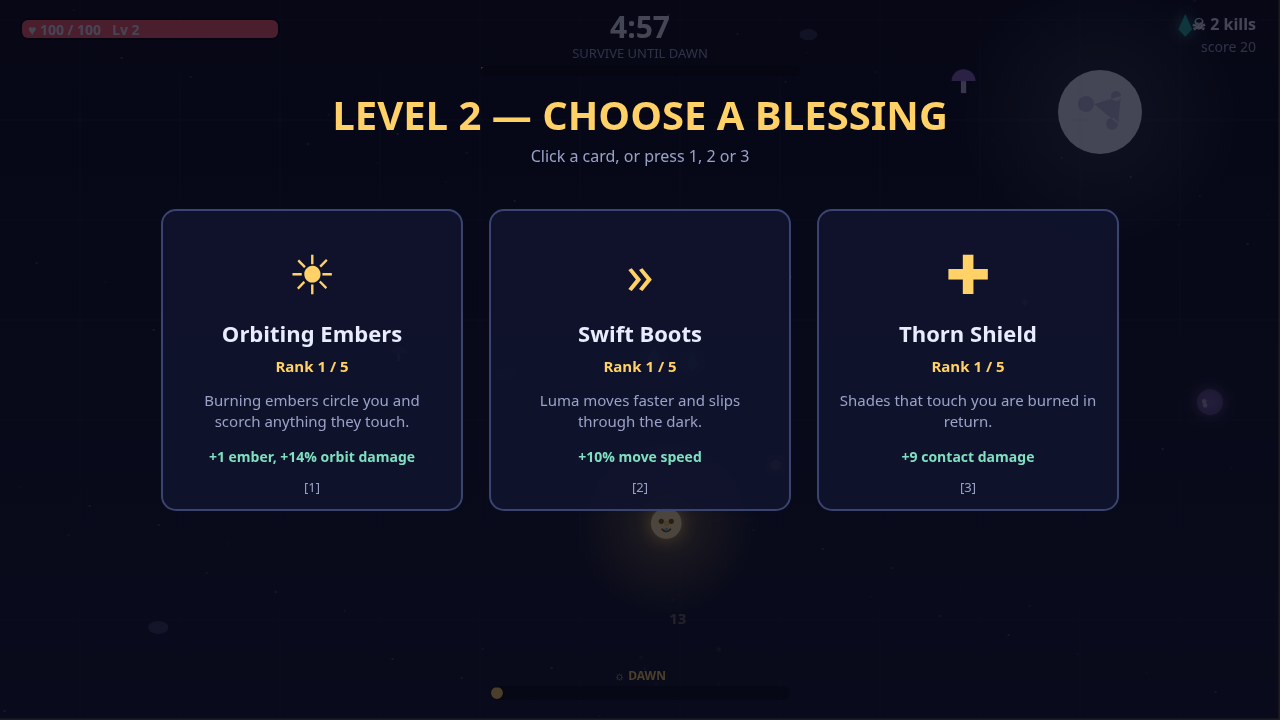 ♥ 100 / 100 Lv 2
4:57
SURVIVE UNTIL DAWN
☠ 2 kills
score 20
LEVEL 2 — CHOOSE A BLESSING
Click a card, or press 1, 2 or 3
☀
Orbiting Embers
Rank 1 / 5
Burning embers circle you and
scorch anything they touch.
+1 ember, +14% orbit damage
[1]
»
Swift Boots
Rank 1 / 5
Luma moves faster and slips
through the dark.
+10% move speed
[2]
✚
Thorn Shield
Rank 1 / 5
Shades that touch you are burned in
return.
+9 contact damage
[3]
13
☼ DAWN